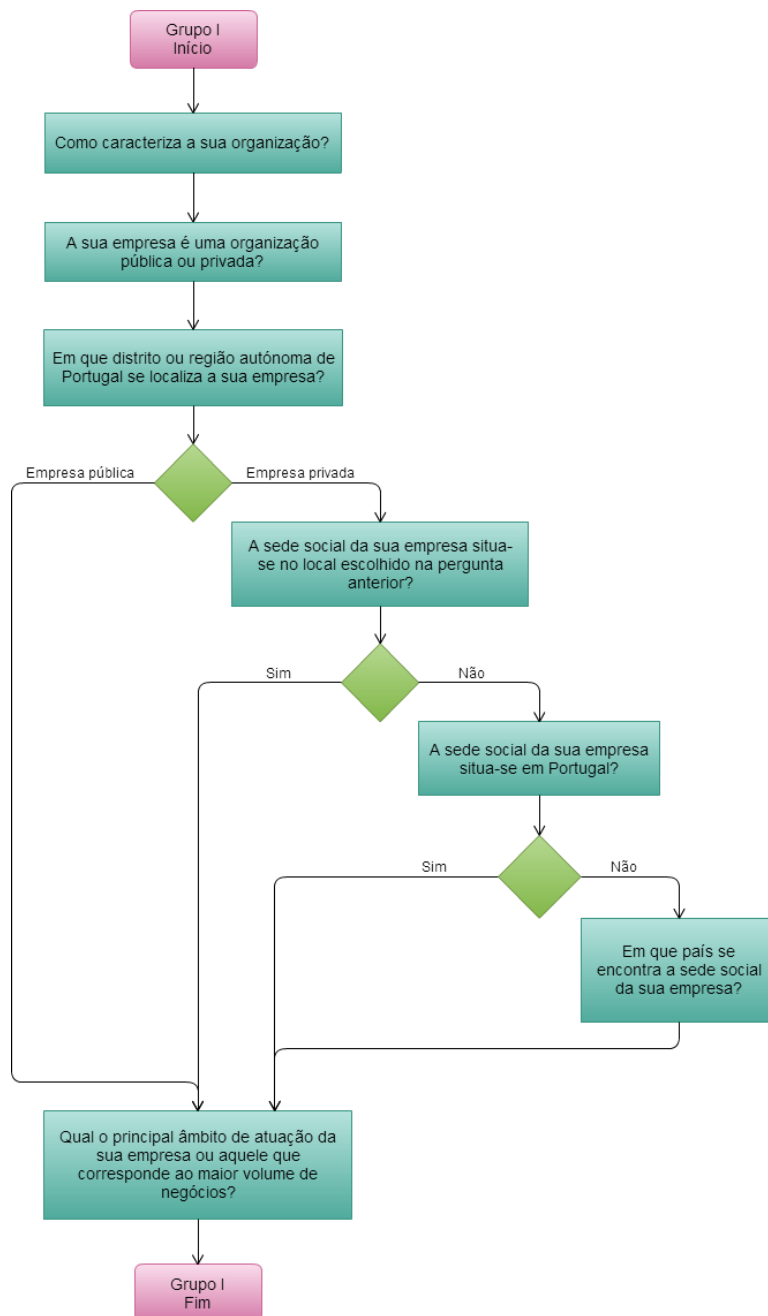 Grupo I
Início
Como caracteriza a sua organização?
A sua empresa é uma organização
pública ou privada?
Em que distrito ou região autónoma de
Portugal se localiza a sua empresa?
Empresa pública
Empresa privada
A sede social da sua empresa situa-
se no local escolhido na pergunta
anterior?
Sim
Não
A sede social da sua empresa
situa-se em Portugal?
Sim
Não
Em que país se
encontra a sede social
da sua empresa?
Qual o principal âmbito de atuação da
sua empresa ou aquele que
corresponde ao maior volume de
negócios?
Grupo I
Fim